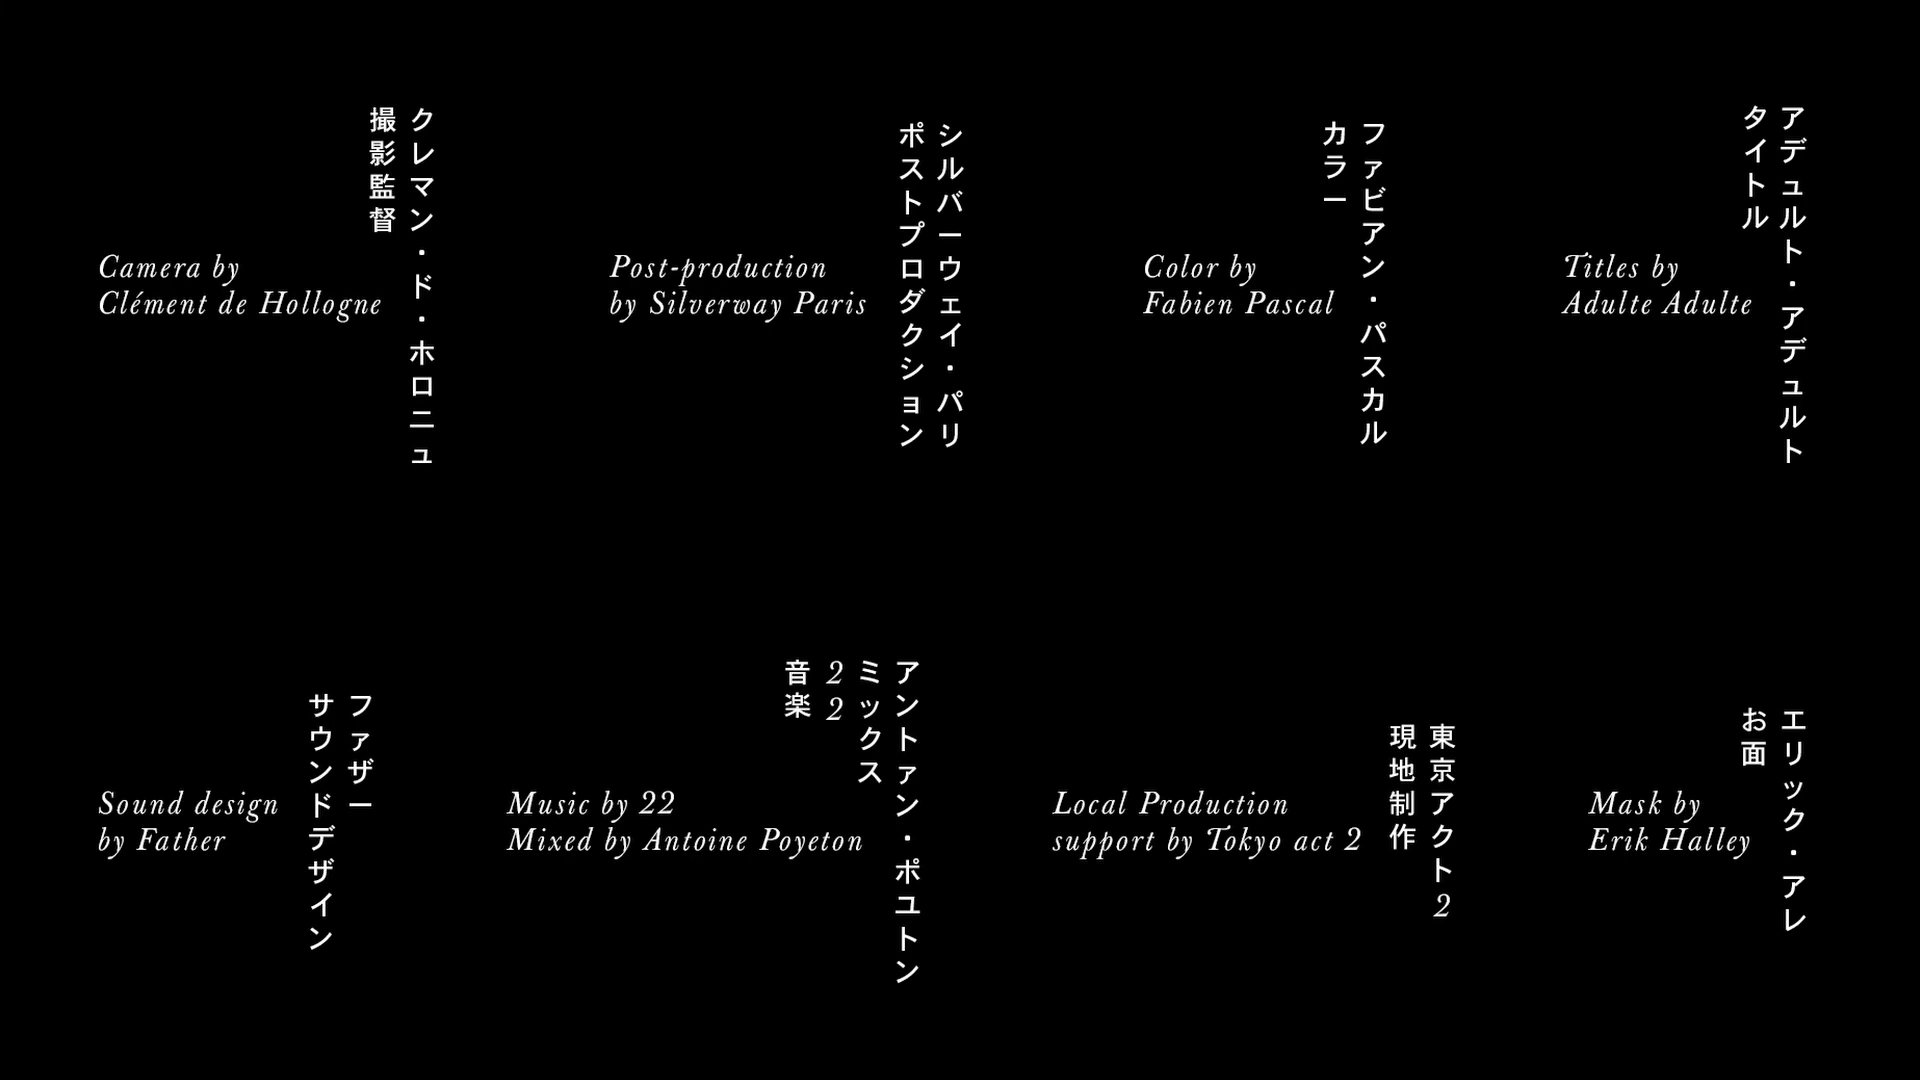 Camera by
Clément de Hollogne
クレマン・ド・ホロニュ
撮影監督
Post-production
by Silverway Paris
シルバーウェイ・パリ
ポストプロダクション
Color by
Fabien Pascal
ファビアン・パスカル
カラー
Titles by
Adulte Adulte
アデュルト・アデュルト
タイトル
Sound design
by Father
ファザー
サウンドデザイン
Music by 22
Mixed by Antoine Poyeton
アントァン・ポユトン
ミックス
22
音楽
Local Production
support by Tokyo act 2
東京アクト2
現地制作
Mask by
Erik Halley
エリック・アレ
お面